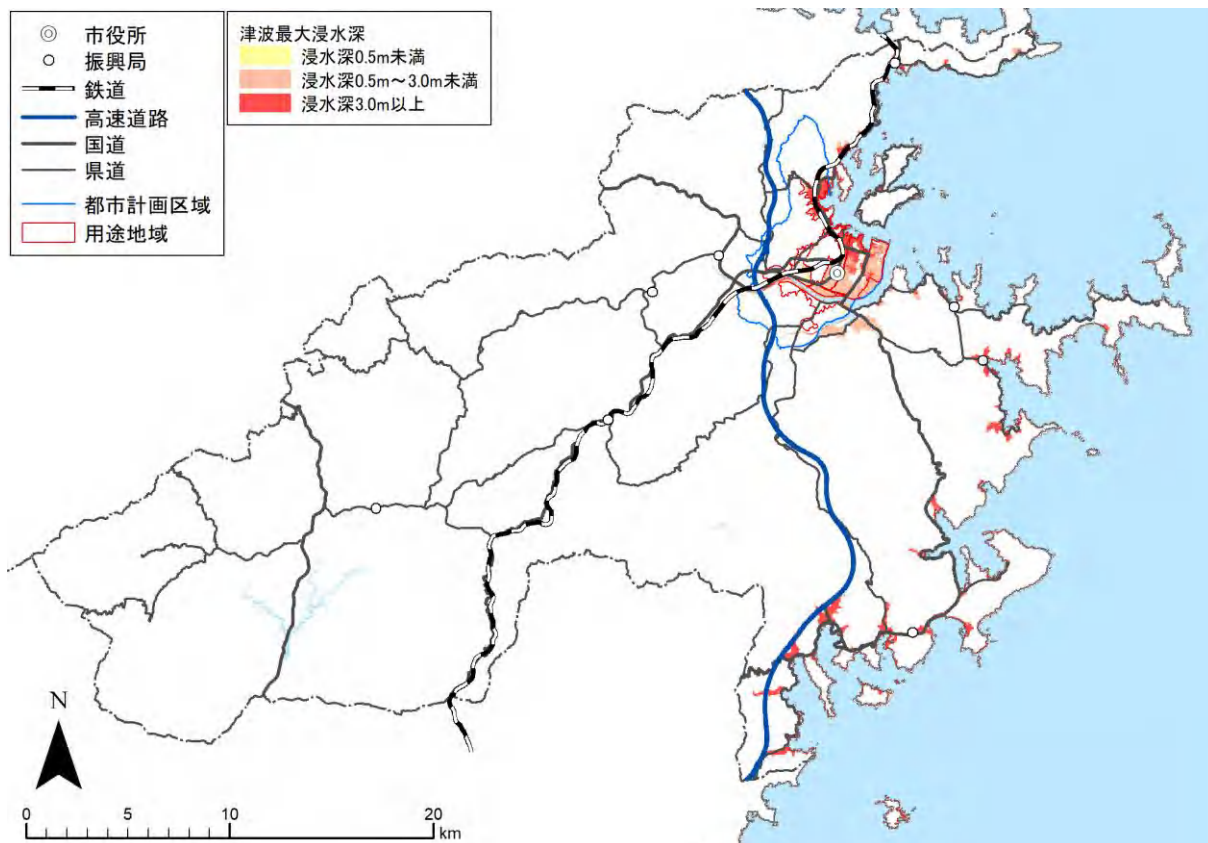 市役所
振興局
鉄道
高速道路
国道
県道
都市計画区域
用途地域
津波最大浸水深
浸水深0.5m未満
浸水深0.5m～3.0m未満
浸水深3.0m以上
N
0 5 10 20
km